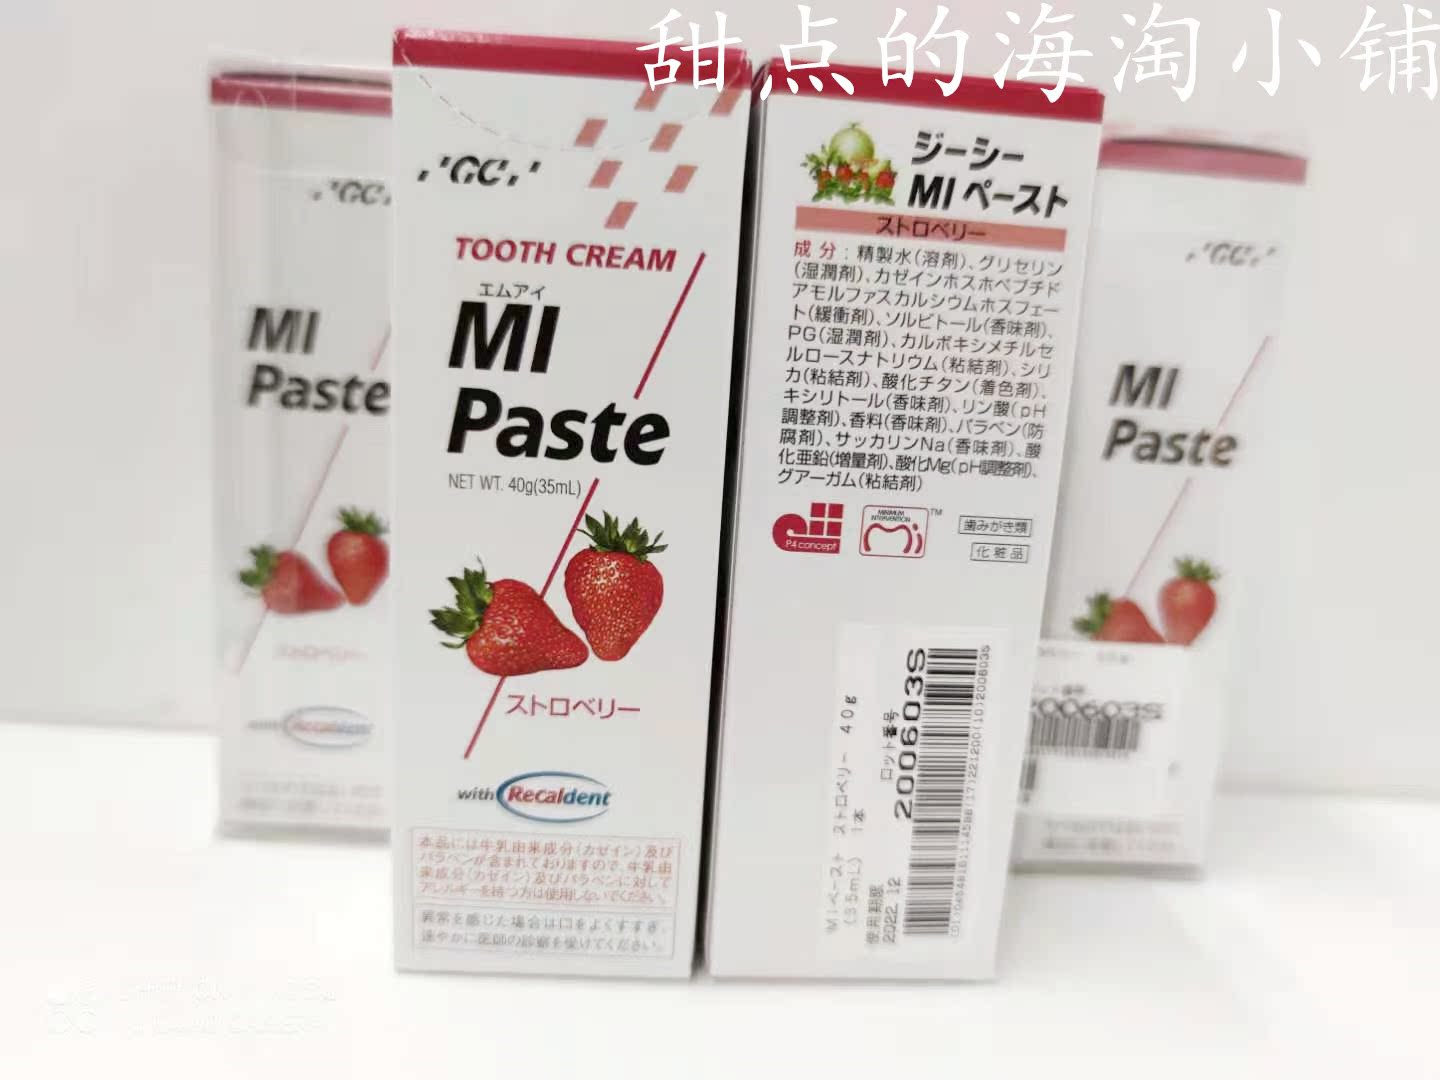 甜点的海淘小铺
GC
MI
Paste
ストロベリー
with Recaldent
GC
TOOTH CREAM
エムアイ
MI
Paste
NET WT. 40g(35mL)
ストロベリー
with Recaldent
本品には牛乳由来成分(カゼイン)及び
パラベンが含まれておりますので、牛乳由
来成分(カゼイン)及びパラベンに対して
アレルギーを持つ方は使用しないでください。
異常を感じた場合は口をよくすすぎ、
速やかに医師の診察を受けてください。
ジーシー
MIペースト
ストロベリー
成分:精製水(溶剤)、グリセリン
(湿潤剤)、カゼインホスホペプチド
アモルファスカルシウムホスフェー
ト(緩衝剤)、ソルビトール(香味剤)、
PG(湿潤剤)、カルボキシメチルセ
ルロースナトリウム(粘結剤)、シリ
カ(粘結剤)、酸化チタン(着色剤)、
キシリトール(香味剤)、リン酸(pH
調整剤)、香料(香味剤)、パラベン(防
腐剤)、サッカリンNa(香味剤)、酸
化亜鉛(増量剤)、酸化Mg(pH調整剤)、
グアーガム(粘結剤)
P4 concept
MINIMUM
INTERVENTION
TM
歯みがき類
化粧品
MIペースト ストロベリー 40g
(35mL) 1本
ロット番号
200603S
使用期限
2022.12
GC
MI
Paste
200603S